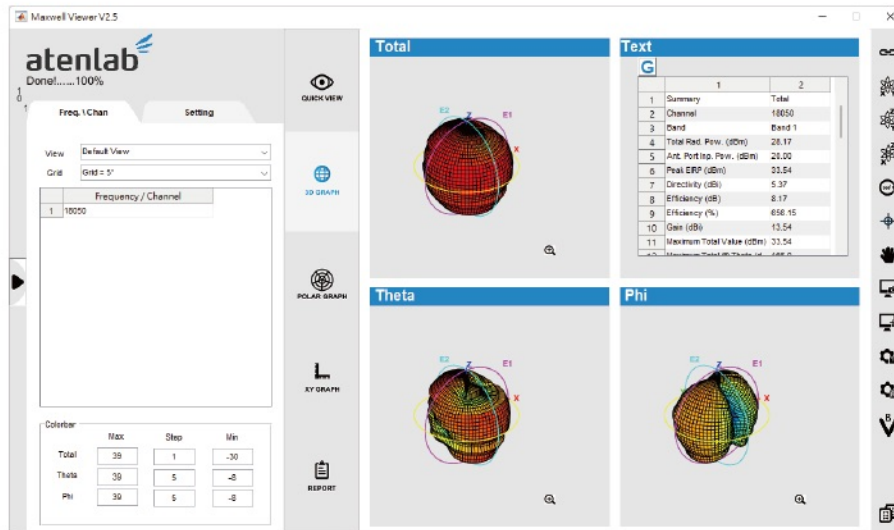 Maxwell Viewer V2.5
atenlab
Done!......100%
Freq. \ Chan
Setting
View
Default View
Grid
Grid = 5°
Frequency / Channel
1 18050
Colorbar
Max Step Min
Total 39 1 -30
Theta 39 5 -8
Phi 39 5 -8
QUICK VIEW
3D GRAPH
POLAR GRAPH
XY GRAPH
REPORT
Total
E2 Z E1
X
Text
G
1 2
1 Summary Total
2 Channel 18050
3 Band Band 1
4 Total Rad. Pow. (dBm) 28.17
5 Ant. Port Inp. Pow. (dBm) 20.00
6 Peak EIRP (dBm) 33.54
7 Directivity (dBi) 5.37
8 Efficiency (dB) 8.17
9 Efficiency (%) 656.15
10 Gain (dBi) 13.54
11 Maximum Total Value (dBm) 33.54
Theta
E2 Z E1
X
Phi
E2 Z E1
X